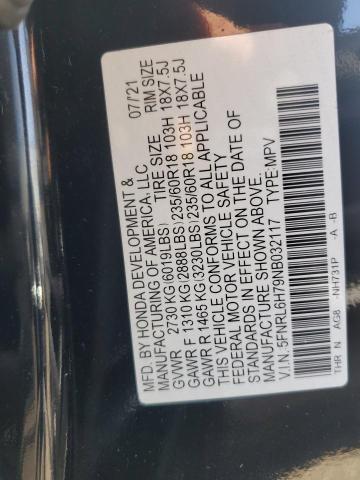 MFD. BY HONDA DEVELOPMENT & 07/'21
MANUFACTURING OF AMERICA, LLC
TIRE SIZE RIM SIZE
GVWR 2730 KG(6019LBS)
GAWR F 1310 KG(2888LBS) 235/60R18 103H 18X7.5J
GAWR R 1465 KG(3230LBS) 235/60R18 103H 18X7.5J
THIS VEHICLE CONFORMS TO ALL APPLICABLE
FEDERAL MOTOR VEHICLE SAFETY
STANDARDS IN EFFECT ON THE DATE OF
MANUFACTURE SHOWN ABOVE.
V.I.N.:5FNRL6H79NB032117 TYPE:MPV
THR N AG8 -NH731P -A -B